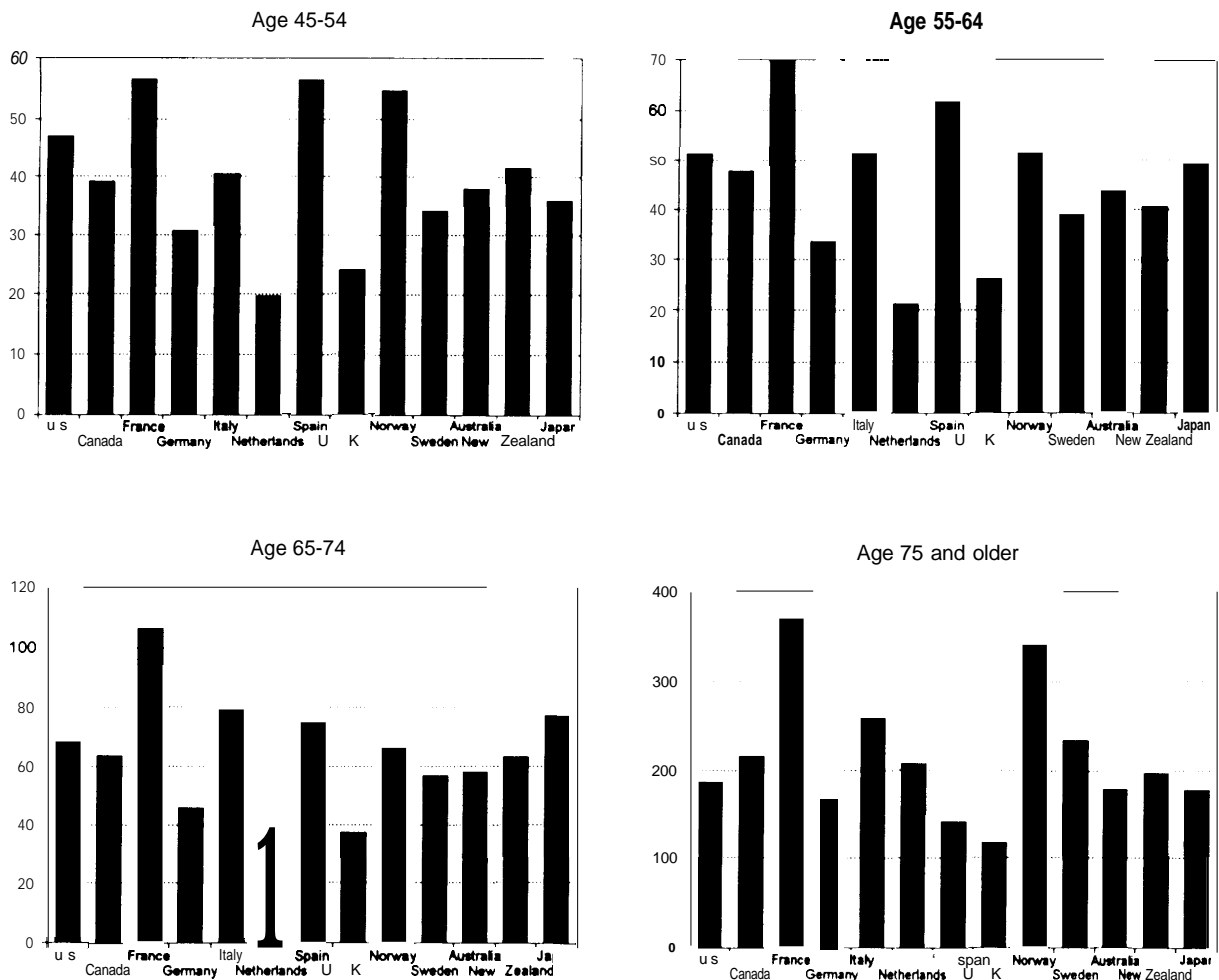 Age 45-54
60
50
40
30
20
10
0
u s France Italy Spain Norway Australia Japar
Canada Germany Netherlands U K Sweden New Zealand
Age 55-64
70
60
50
40
30
20
10
0
France Italy Spain Norway Australia Japan
Canada Germany Netherlands U K Sweden New Zealand
Age 65-74
120
100
80
60
40
20
0
1
u s France Italy Spain Norway Australia Ja
Canada Germany Netherlands U K Sweden New Zealand
Age 75 and older
400
300
200
100
0
u s France Italy span Norway Australia Japar
Canada Germany Netherlands U K Sweden New Zealand